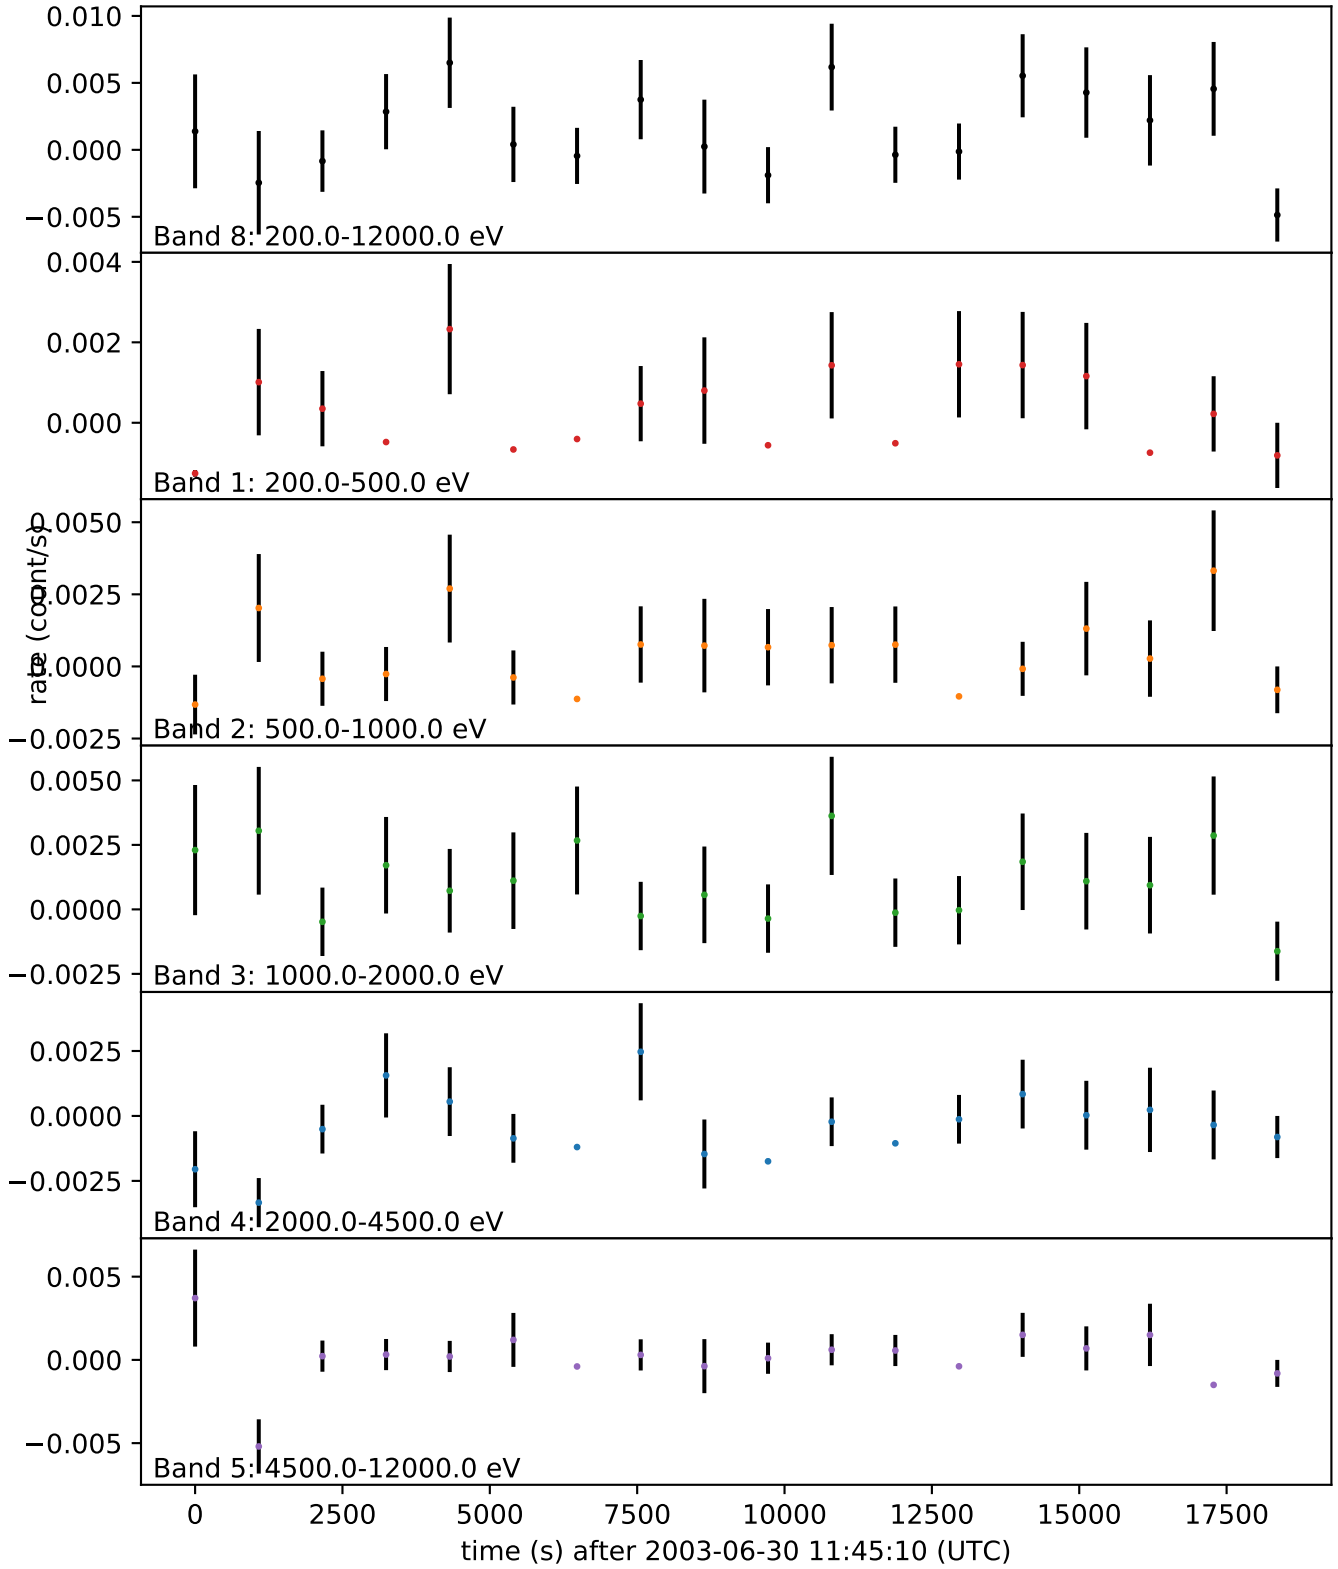 0.010
0.005
0.000
−0.005
Band 8: 200.0-12000.0 eV
0.004
0.002
0.000
Band 1: 200.0-500.0 eV
rate (count/s)
0.0050
0.0025
0.0000
−0.0025
Band 2: 500.0-1000.0 eV
0.0050
0.0025
0.0000
−0.0025
Band 3: 1000.0-2000.0 eV
0.0025
0.0000
−0.0025
Band 4: 2000.0-4500.0 eV
0.005
0.000
−0.005
Band 5: 4500.0-12000.0 eV
0 2500 5000 7500 10000 12500 15000 17500
time (s) after 2003-06-30 11:45:10 (UTC)